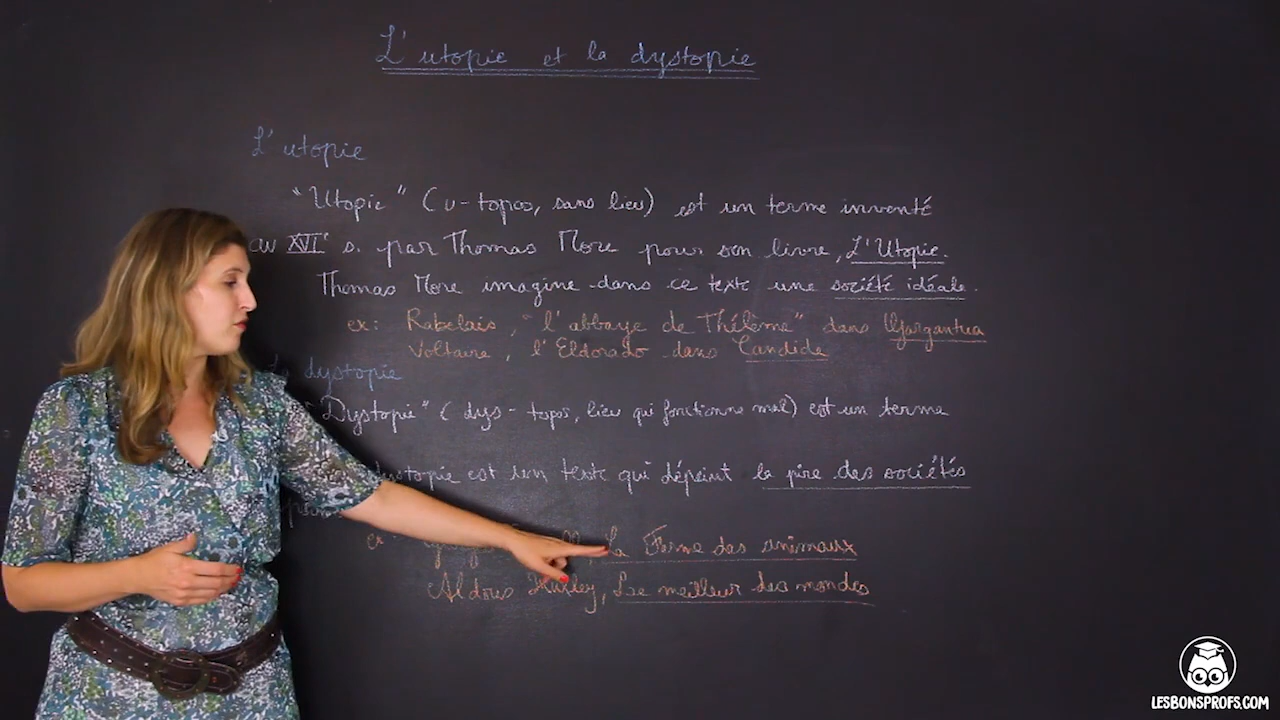 L'utopie et la dystopie
L'utopie
"Utopie" (u-topos, sans lieu) est un terme inventé
au XVIe s. par Thomas More pour son livre, L'Utopie.
Thomas More imagine dans ce texte une société idéale.
ex: Rabelais, "l'abbaye de Thélème" dans Gargantua
Voltaire, l'Eldorado dans Candide
La dystopie
"Dystopie" (dys-topos, lieu qui fonctionne mal) est un terme
dystopie est un texte qui dépeint la pire des sociétés
ex: La Ferme des animaux
Aldous Huxley, Le meilleur des mondes
LESBONSPROFS.COM